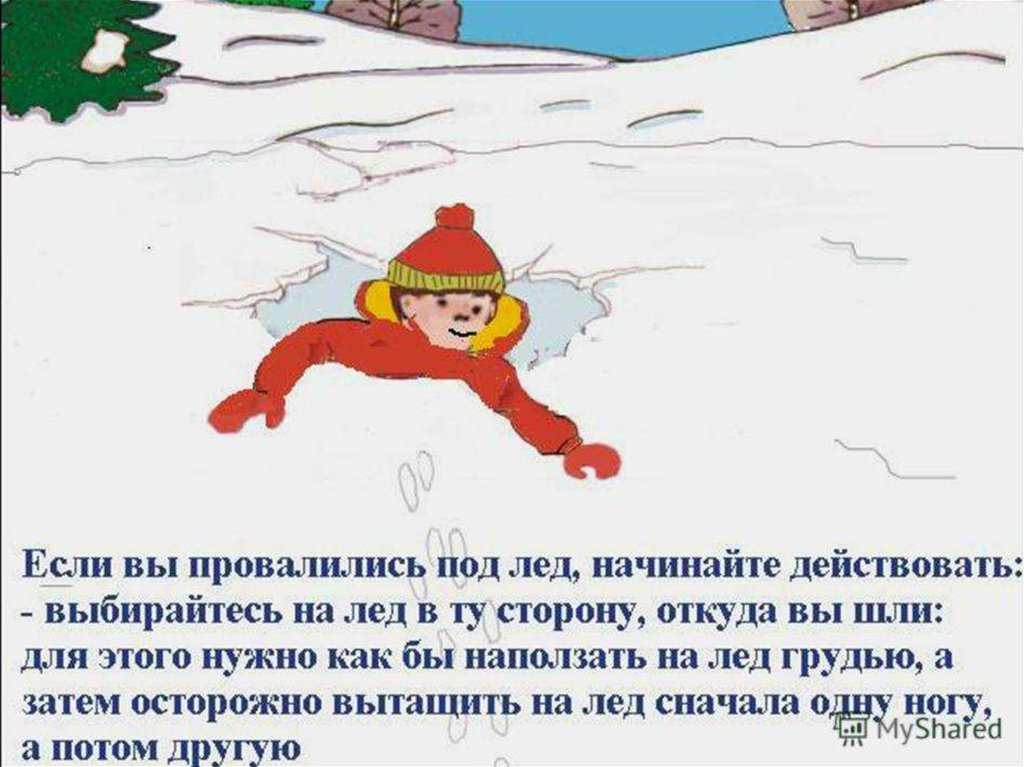 Если вы провалились под лед, начинайте действовать:
- выбирайтесь на лед в ту сторону, откуда вы шли:
для этого нужно как бы наползать на лед грудью, а
затем осторожно вытащить на лед сначала одну ногу,
а потом другую
MyShared